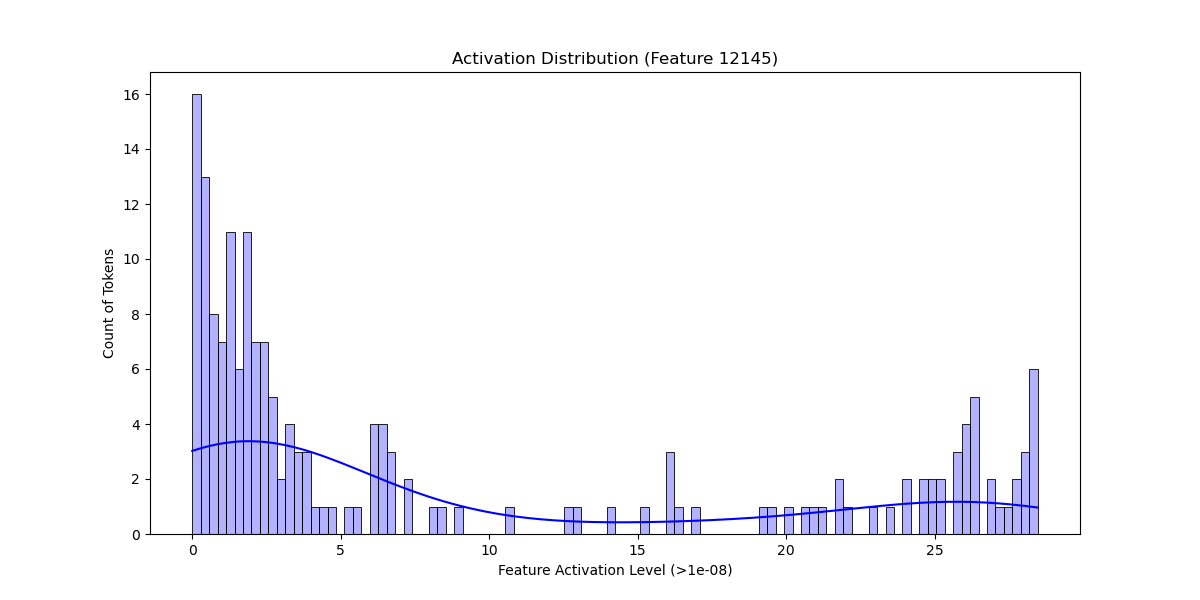 Activation Distribution (Feature 12145)
16
14
12
10
8
6
4
2
0
Count of Tokens
0 5 10 15 20 25
Feature Activation Level (>1e-08)